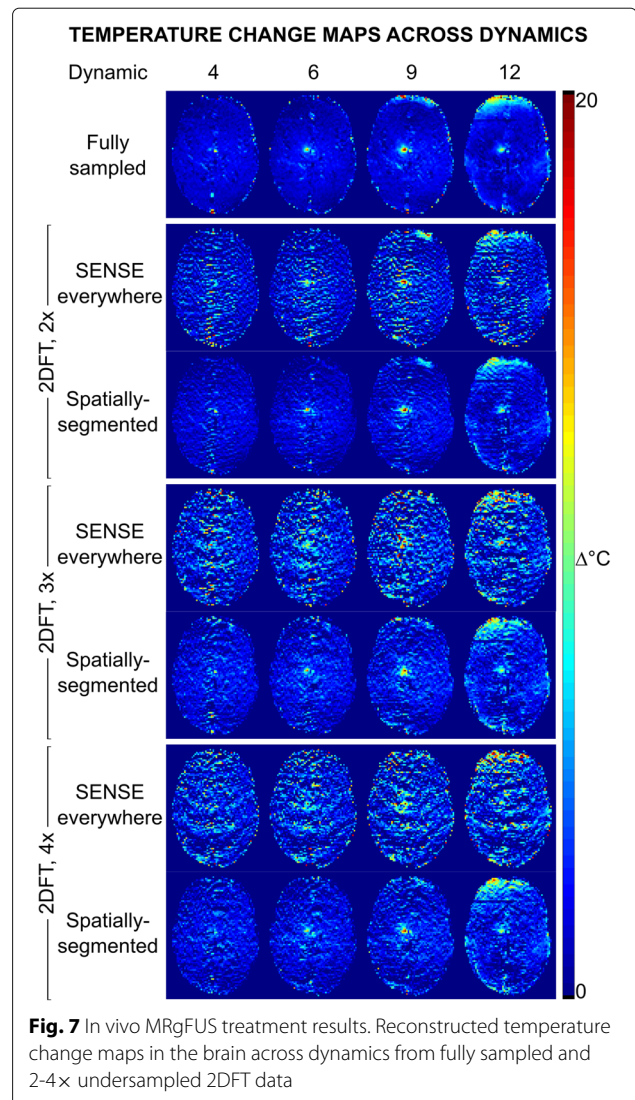 TEMPERATURE CHANGE MAPS ACROSS DYNAMICS
Dynamic 4 6 9 12
20
Fully
sampled
2DFT, 2x
SENSE
everywhere
Spatially-
segmented
2DFT, 3x
SENSE
everywhere
Spatially-
segmented
Δ°C
2DFT, 4x
SENSE
everywhere
Spatially-
segmented
0
Fig. 7 In vivo MRgFUS treatment results. Reconstructed temperature
change maps in the brain across dynamics from fully sampled and
2-4× undersampled 2DFT data